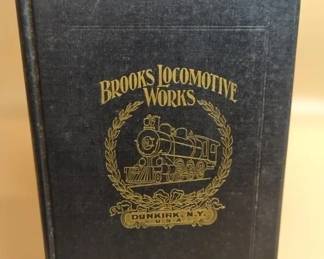 BROOKS LOCOMOTIVE
WORKS
DUNKIRK, N.Y.
U.S.A.